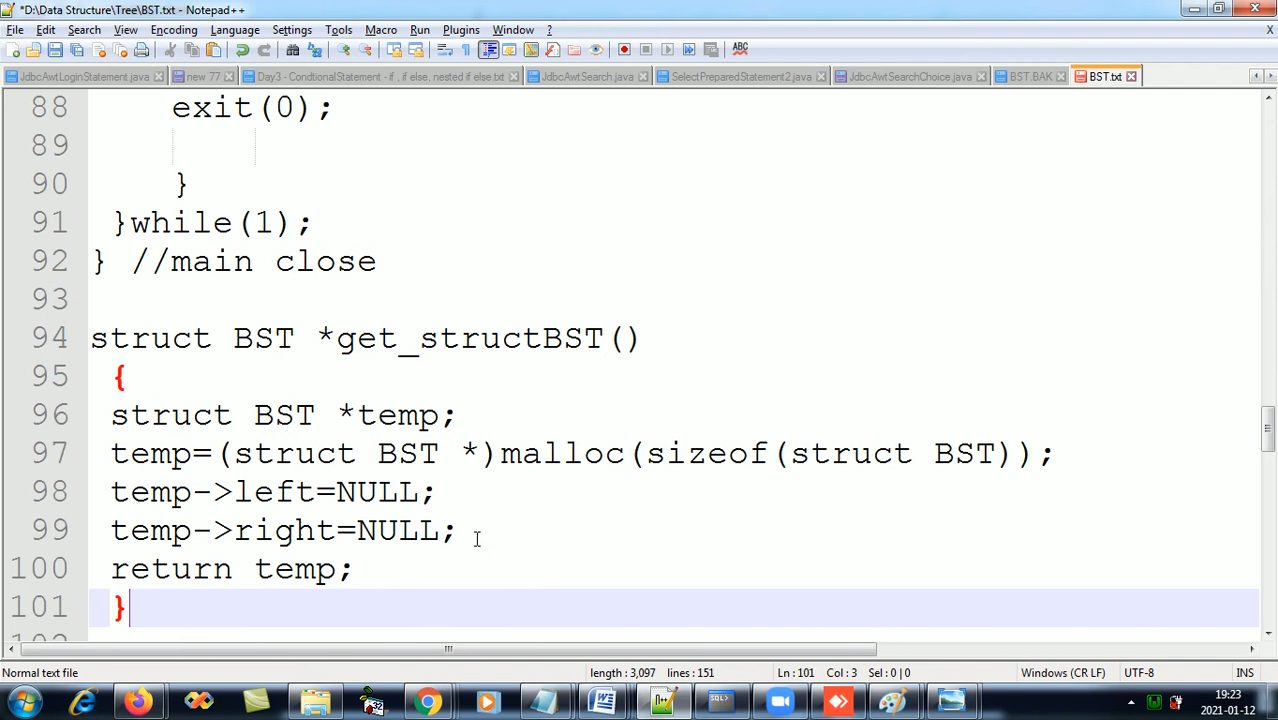 *D:\Data Structure\Tree\BST.txt - Notepad++
File Edit Search View Encoding Language Settings Tools Macro Run Plugins Window ? X
JdbcAwtLoginStatement.java new 77 Day3 - CondtionalStatement - if , if else, nested if else.txt JdbcAwtSearch.java SelectPreparedStatement2.java JdbcAwtSearchChoice.java BST.BAK BST.txt
88 exit(0);
89
90 }
91 }while(1);
92 } //main close
93
94 struct BST *get_structBST()
95 {
96 struct BST *temp;
97 temp=(struct BST *)malloc(sizeof(struct BST));
98 temp->left=NULL;
99 temp->right=NULL;
100 return temp;
101 }
102
Normal text file length : 3,097 lines : 151 Ln : 101 Col : 3 Sel : 0 | 0 Windows (CR LF) UTF-8 INS
19:23
2021-01-12